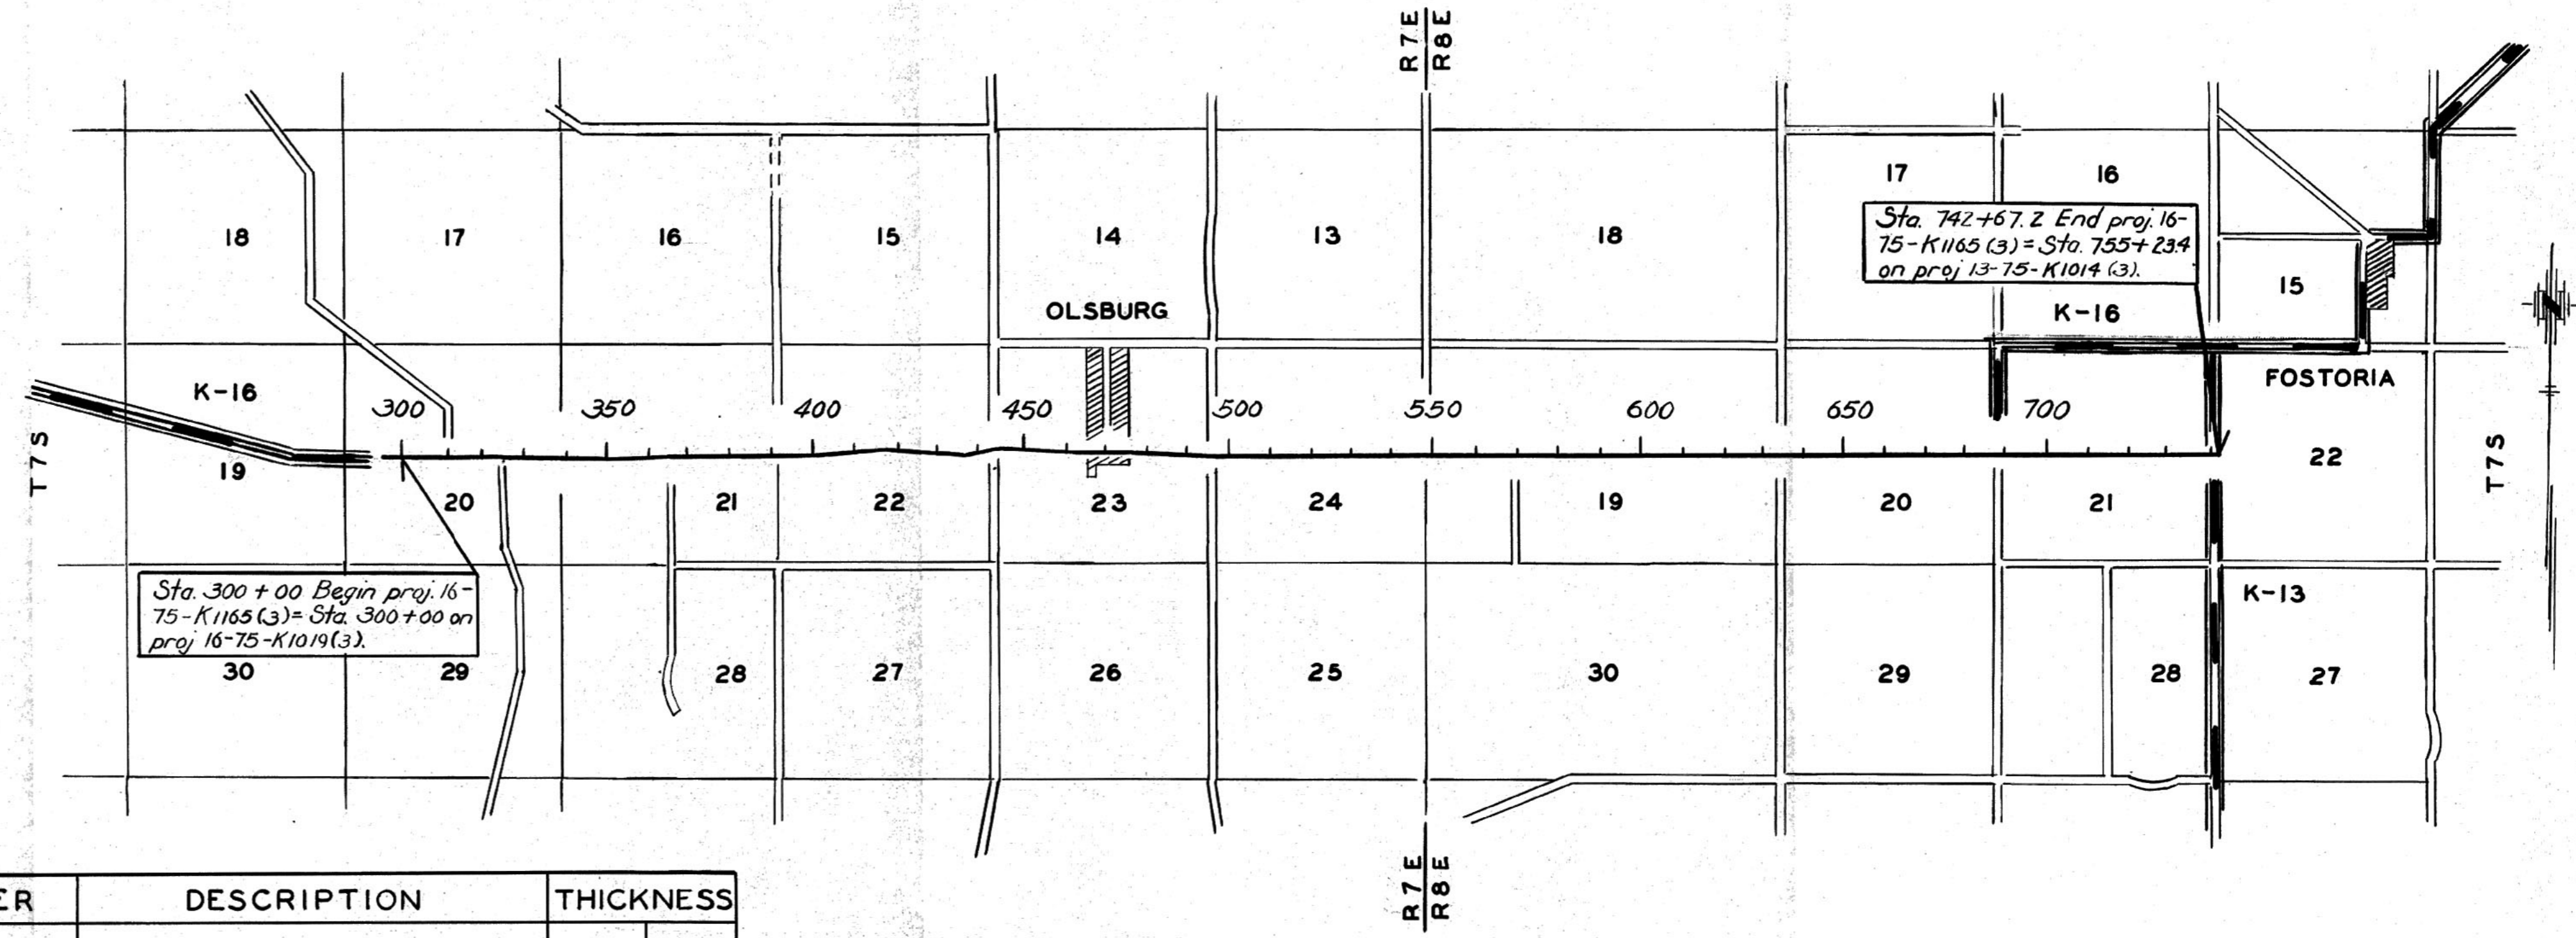 R7E R8E
17 16
18 17 16 15 14 13 18
Sta. 742+67.2 End proj. 16-
75-K1165 (3) = Sta. 755+23.4
on proj 13-75-K1014 (3).
15
OLSBURG
K-16
K-16
FOSTORIA
300 350 400 450 500 550 600 650 700
T7S
19
22
T7S
20 21 22 23 24 19 20 21
Sta. 300+00 Begin proj. 16-
75-K1165(3)= Sta. 300+00 on
proj 16-75-K1019(3).
K-13
30 29 28 27 26 25 30 29 28 27
R7E R8E
ER DESCRIPTION THICKNESS
N